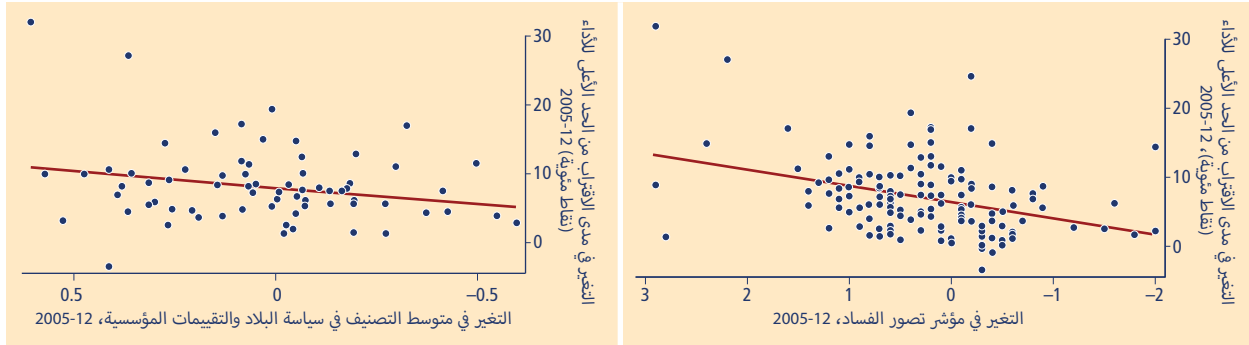 التغير في مدى الاقتراب من الحد الأعلى للأداء
(نقاط مئوية)، 12-2005
30
20
10
0
3
2
1
0
–1
–2
التغير في مؤشر تصور الفساد، 12-2005
التغير في مدى الاقتراب من الحد الأعلى للأداء
(نقاط مئوية) 12-2005
30
20
10
0
0.5
0
–0.5
التغير في متوسط التصنيف في سياسة البلاد والتقييمات المؤسسية، 12-2005